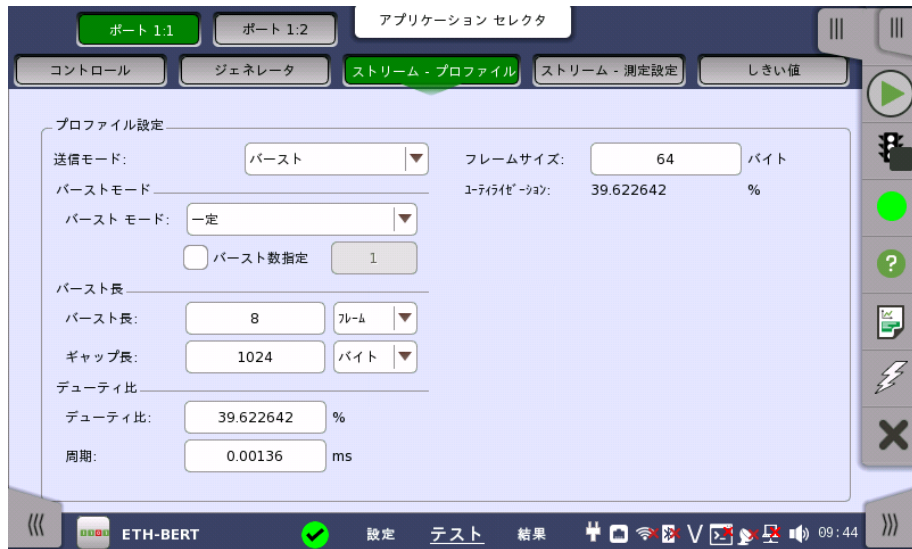 アプリケーション セレクタ
ポート 1:1
ポート 1:2
コントロール
ジェネレータ
ストリーム - プロファイル
ストリーム - 測定設定
しきい値
プロファイル設定
送信モード: バースト
フレームサイズ: 64 バイト
バーストモード
ﾕｰﾃｨﾗｲｾﾞｰｼｮﾝ: 39.622642 %
バースト モード: 一定
バースト数指定 1
バースト長
バースト長: 8 ﾌﾚｰﾑ
ギャップ長: 1024 バイト
デューティ比
デューティ比: 39.622642 %
周期: 0.00136 ms
ETH-BERT 設定 テスト 結果 V 09:44